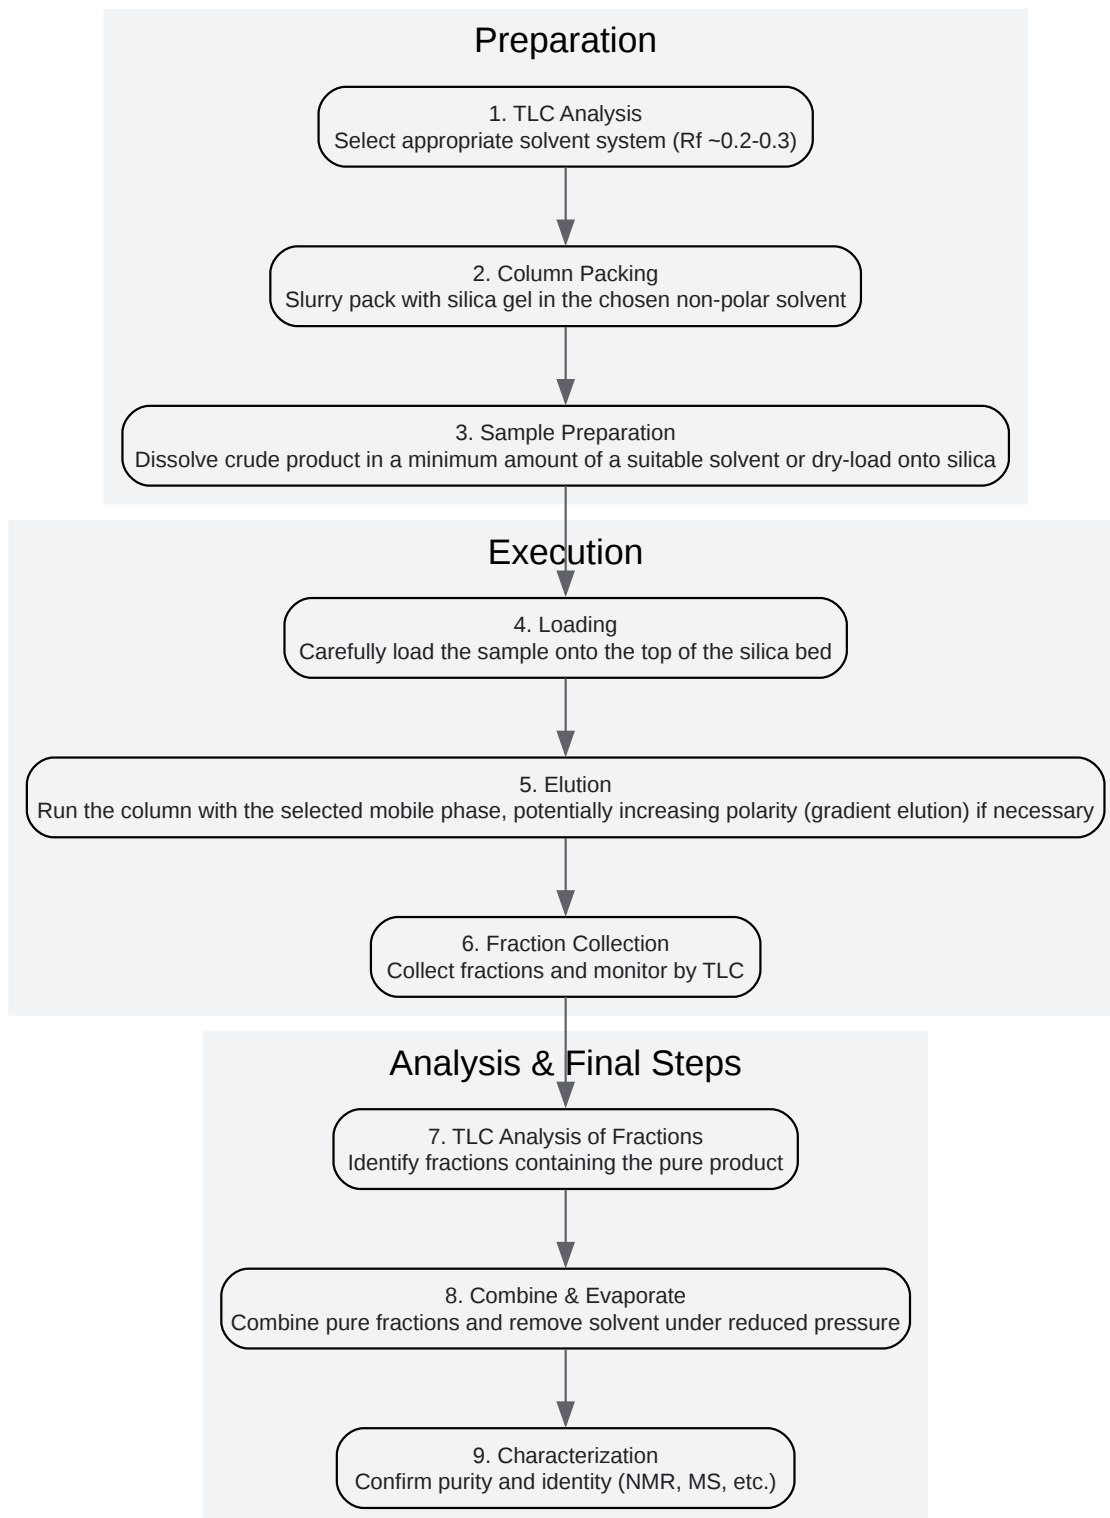 Preparation
1. TLC Analysis
Select appropriate solvent system (Rf ~0.2-0.3)
2. Column Packing
Slurry pack with silica gel in the chosen non-polar solvent
3. Sample Preparation
Dissolve crude product in a minimum amount of a suitable solvent or dry-load onto silica
Execution
4. Loading
Carefully load the sample onto the top of the silica bed
5. Elution
Run the column with the selected mobile phase, potentially increasing polarity (gradient elution) if necessary
6. Fraction Collection
Collect fractions and monitor by TLC
Analysis & Final Steps
7. TLC Analysis of Fractions
Identify fractions containing the pure product
8. Combine & Evaporate
Combine pure fractions and remove solvent under reduced pressure
9. Characterization
Confirm purity and identity (NMR, MS, etc.)